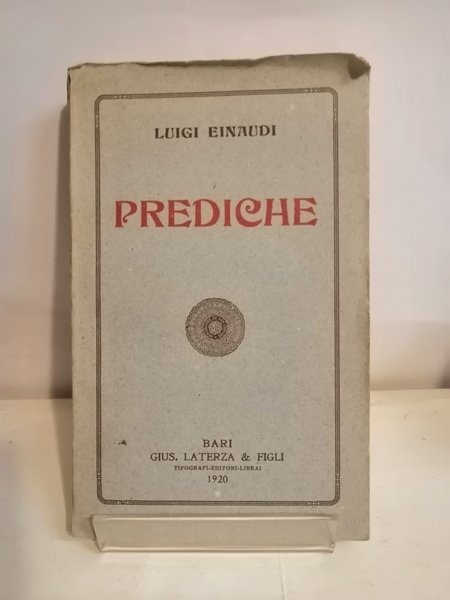 LUIGI EINAUDI
PREDICHE
BARI
GIUS. LATERZA & FIGLI
TIPOGRAFI-EDITORI-LIBRAI
1920